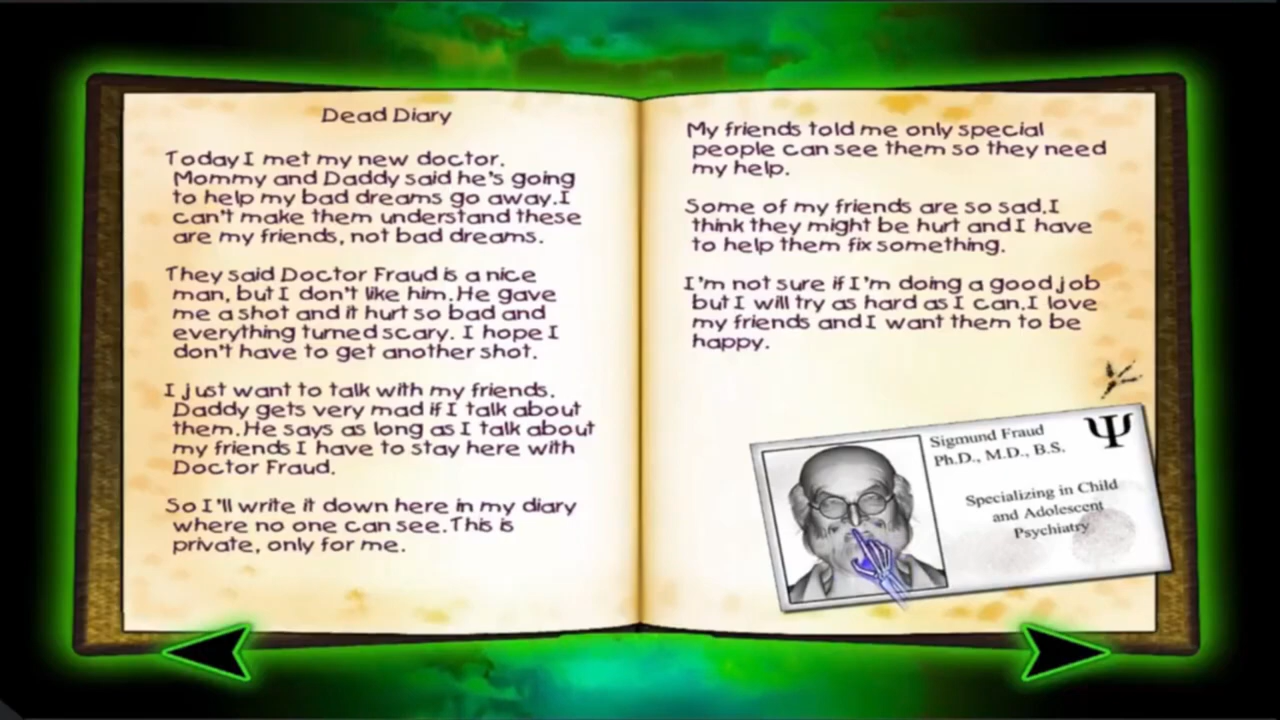 Dead Diary
Today I met my new doctor.
Mommy and Daddy said he's going
to help my bad dreams go away.I
can't make them understand these
are my friends, not bad dreams.
They said Doctor Fraud is a nice
man, but I don't like him.He gave
me a shot and it hurt so bad and
everything turned scary. I hope I
don't have to get another shot.
I just want to talk with my friends.
Daddy gets very mad if I talk about
them.He says as long as I talk about
my friends I have to stay here with
Doctor Fraud.
So I'll write it down here in my diary
where no one can see.This is
private, only for me.
My friends told me only special
people can see them so they need
my help.
Some of my friends are so sad.I
think they might be hurt and I have
to help them fix something.
I'm not sure if I'm doing a good job
but I will try as hard as I can.I love
my friends and I want them to be
happy.
Sigmund Fraud
Ph.D., M.D., B.S.
Ψ
Specializing in Child
and Adolescent
Psychiatry